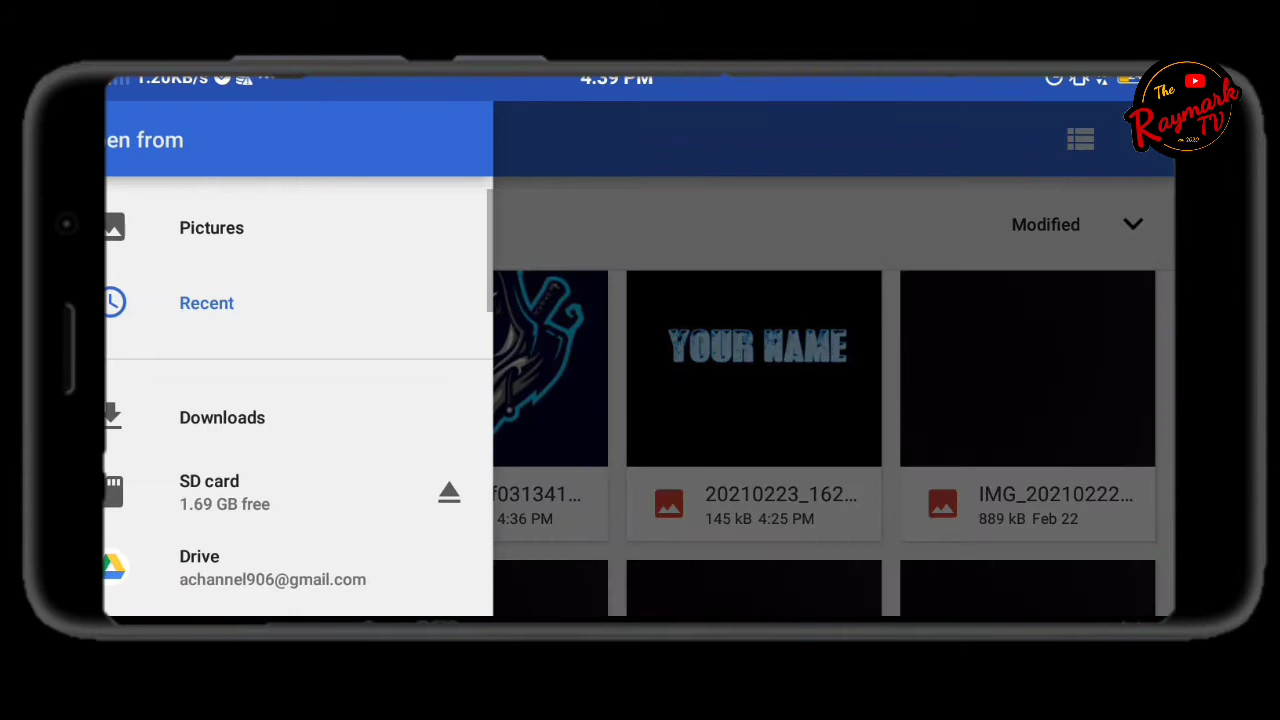 1.20KB/s
4:39 PM
The
Raymark
TV
en from
Pictures
Recent
Modified
Downloads
SD card
1.69 GB free
Drive
achannel906@gmail.com
f031341...
4:36 PM
YOUR NAME
20210223_162...
145 kB 4:25 PM
IMG_20210222...
889 kB Feb 22